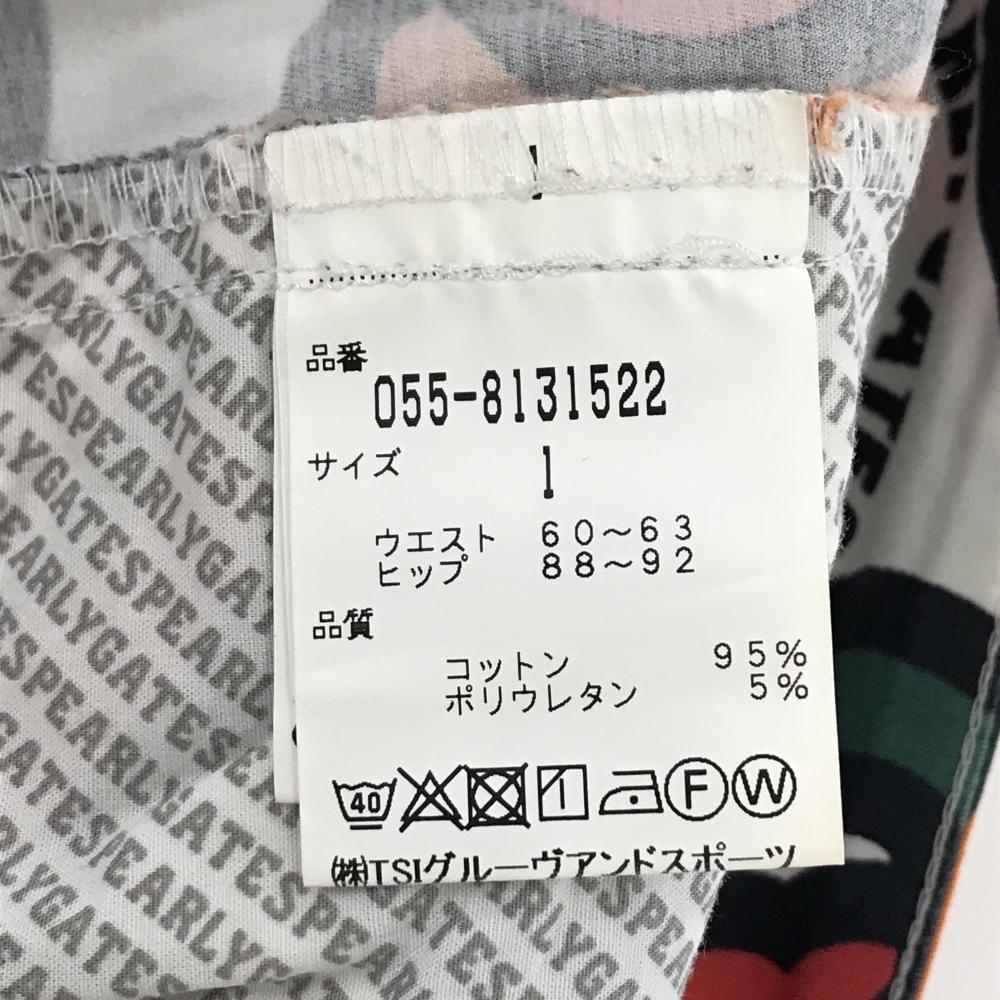 品番
055-8131522
サイズ 1
ウエスト 60～63
ヒップ 88～92
品質
コットン 95%
ポリウレタン 5%
40 F W
㈱TSIグルーヴアンドスポーツ
PEARLYGATES